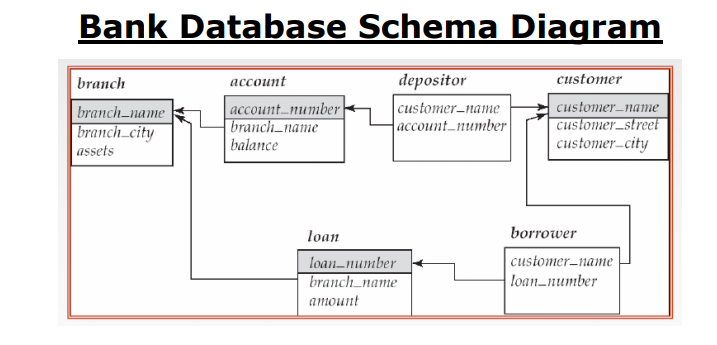 Bank Database Schema Diagram
branch
branch_name
branch_city
assets
account
account_number
branch_name
balance
depositor
customer_name
account_number
customer
customer_name
customer_street
customer_city
loan
loan_number
branch_name
amount
borrower
customer_name
loan_number